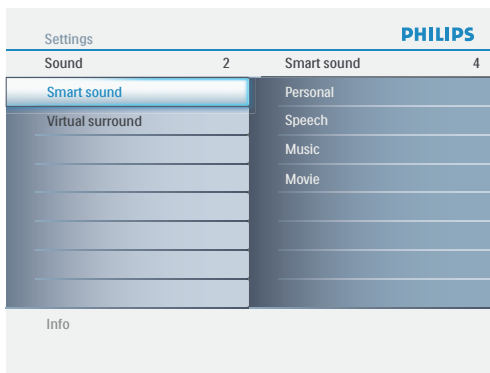 Settings
PHILIPS
Sound 2
Smart sound 4
Smart sound
Personal
Virtual surround
Speech
Music
Movie
Info